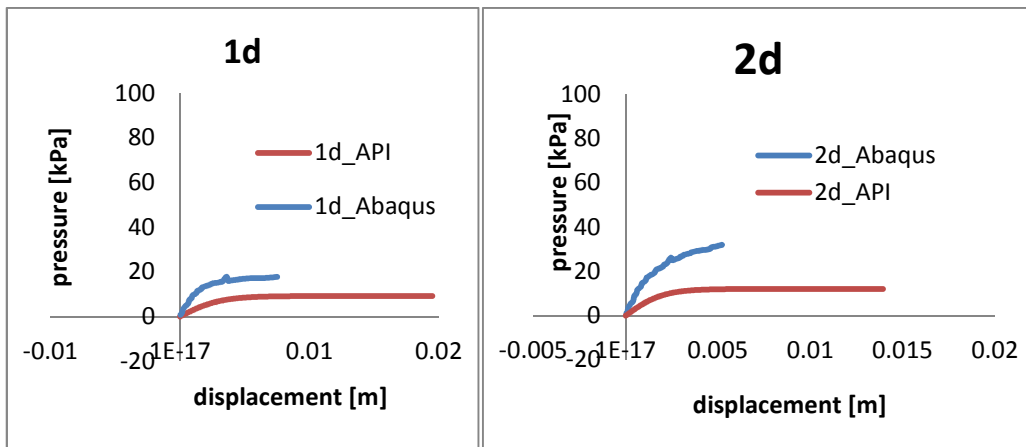 1d
100
80
60
40
20
0
-20
pressure [kPa]
1d_API
1d_Abaqus
-0.01
1E-17
0.01
0.02
displacement [m]
2d
100
80
60
40
20
0
-20
pressure [kPa]
2d_Abaqus
2d_API
-0.005
1E-17
0.005
0.01
0.015
0.02
displacement [m]